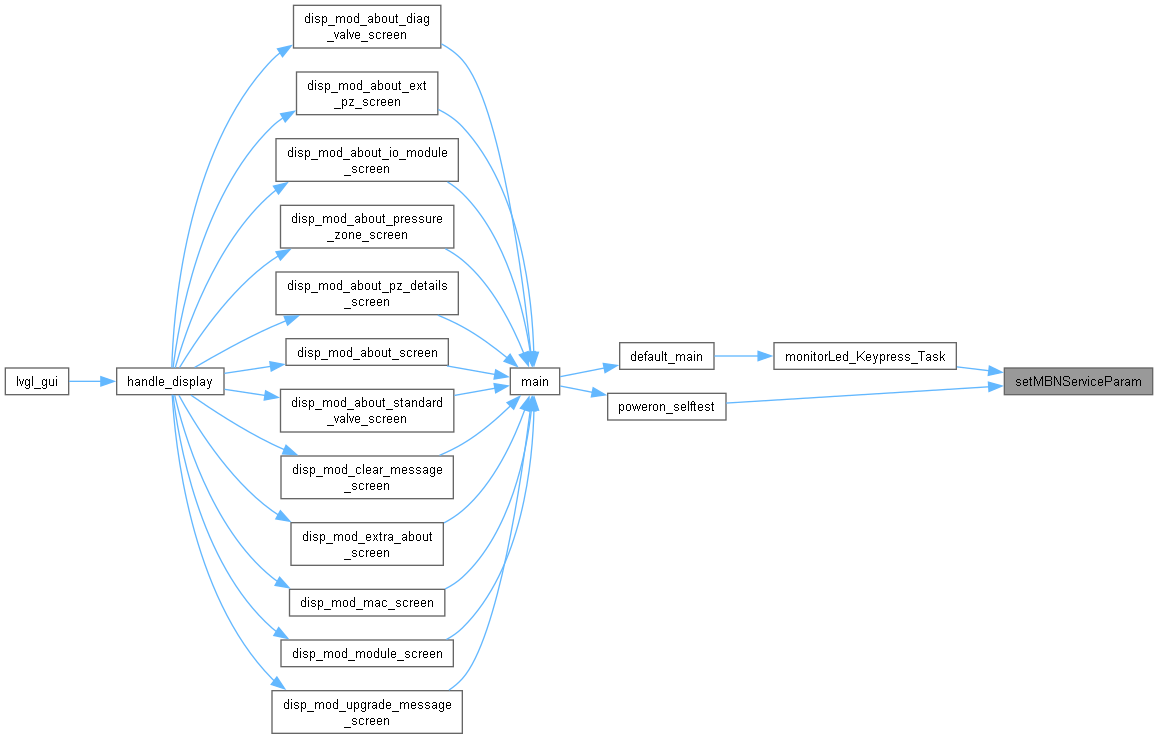 disp_mod_about_diag
_valve_screen
disp_mod_about_ext
_pz_screen
disp_mod_about_io_module
_screen
disp_mod_about_pressure
_zone_screen
disp_mod_about_pz_details
_screen
disp_mod_about_screen
default_main
monitorLed_Keypress_Task
lvgl_gui
handle_display
main
setMBNServiceParam
disp_mod_about_standard
_valve_screen
poweron_selftest
disp_mod_clear_message
_screen
disp_mod_extra_about
_screen
disp_mod_mac_screen
disp_mod_module_screen
disp_mod_upgrade_message
_screen